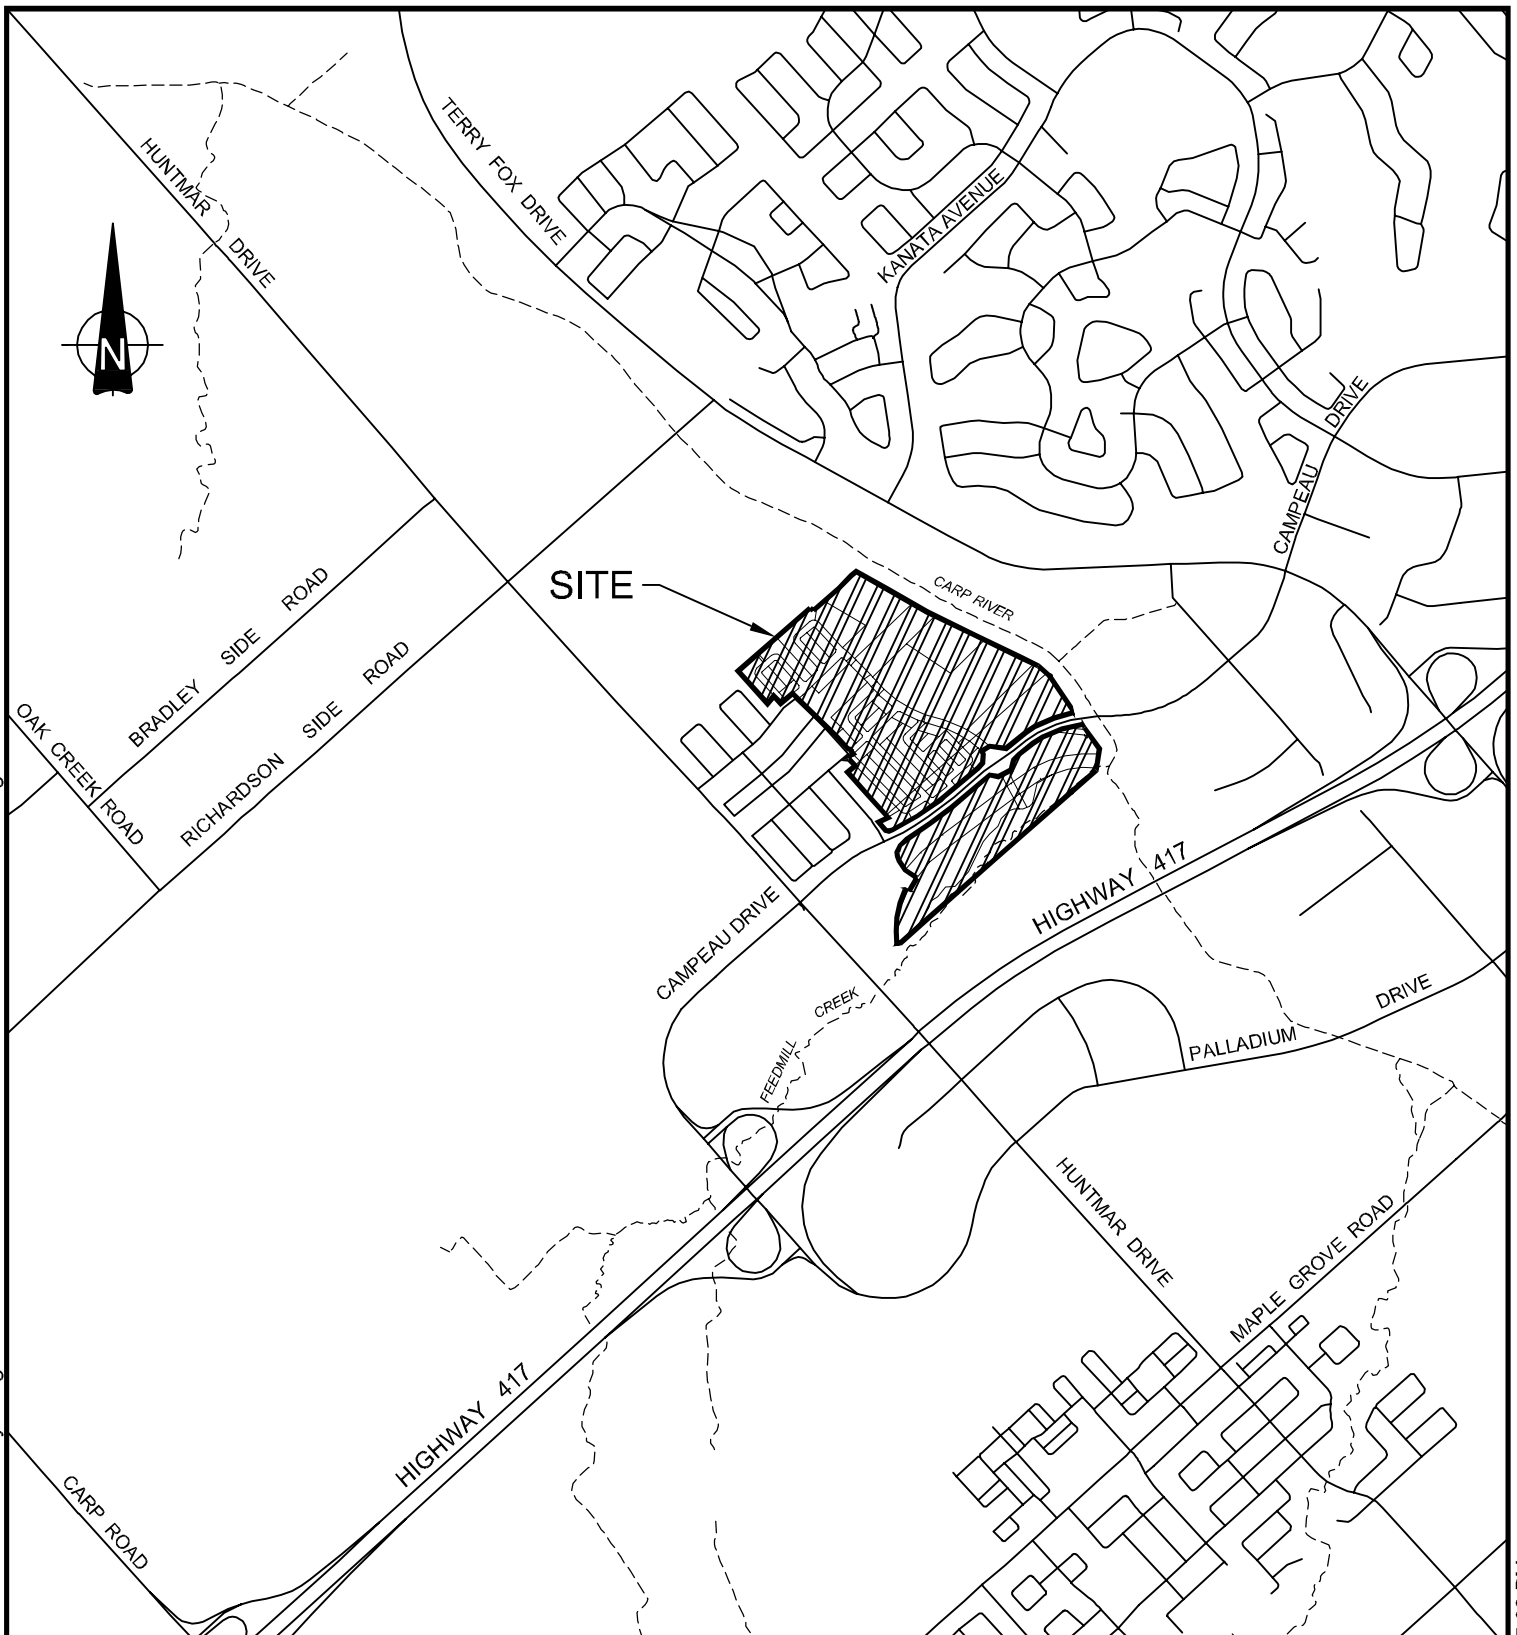 TERRY FOX DRIVE
HUNTMAR DRIVE
KANATA AVENUE
N
CAMPEAU DRIVE
SITE
CARP RIVER
BRADLEY SIDE ROAD
RICHARDSON SIDE ROAD
OAK CREEK ROAD
HIGHWAY 417
CAMPEAU DRIVE
FEEDMILL CREEK
PALLADIUM DRIVE
HUNTMAR DRIVE
MAPLE GROVE ROAD
HIGHWAY 417
CARP ROAD